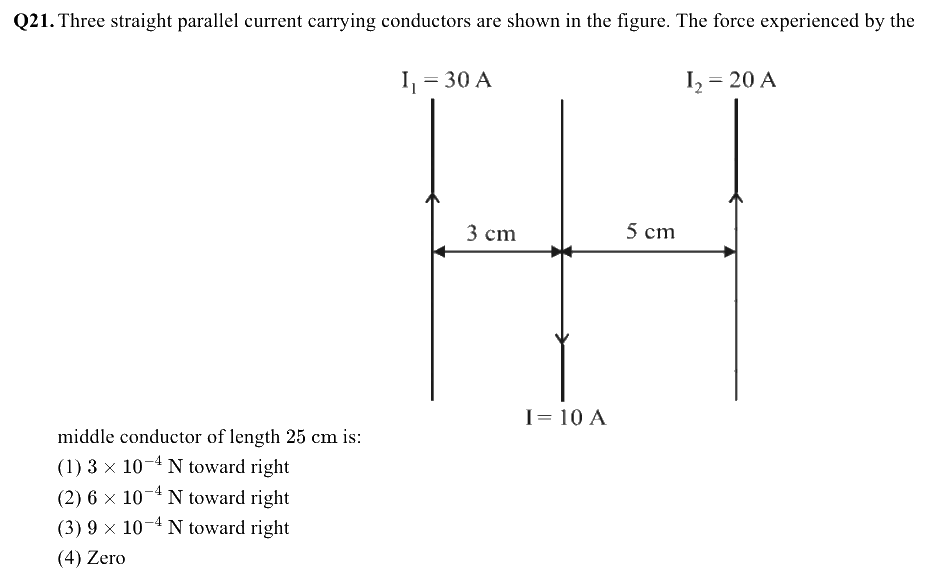 Q21. Three straight parallel current carrying conductors are shown in the figure. The force experienced by the
I₁ = 30 A
I₂ = 20 A
3 cm
5 cm
I = 10 A
middle conductor of length 25 cm is:
(1) 3 × 10⁻⁴ N toward right
(2) 6 × 10⁻⁴ N toward right
(3) 9 × 10⁻⁴ N toward right
(4) Zero